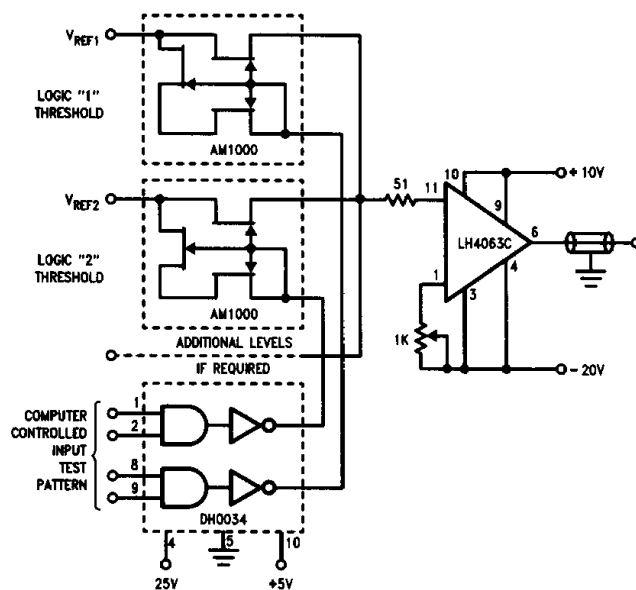 V_REF1
LOGIC "1"
THRESHOLD
AM1000
V_REF2
LOGIC "2"
THRESHOLD
AM1000
ADDITIONAL LEVELS
IF REQUIRED
51
11
10
9
LH4063C
6
4
1
3
1K
+ 10V
- 20V
COMPUTER
CONTROLLED
INPUT
TEST
PATTERN
1
2
8
9
DH0034
4
5
10
25V
+5V